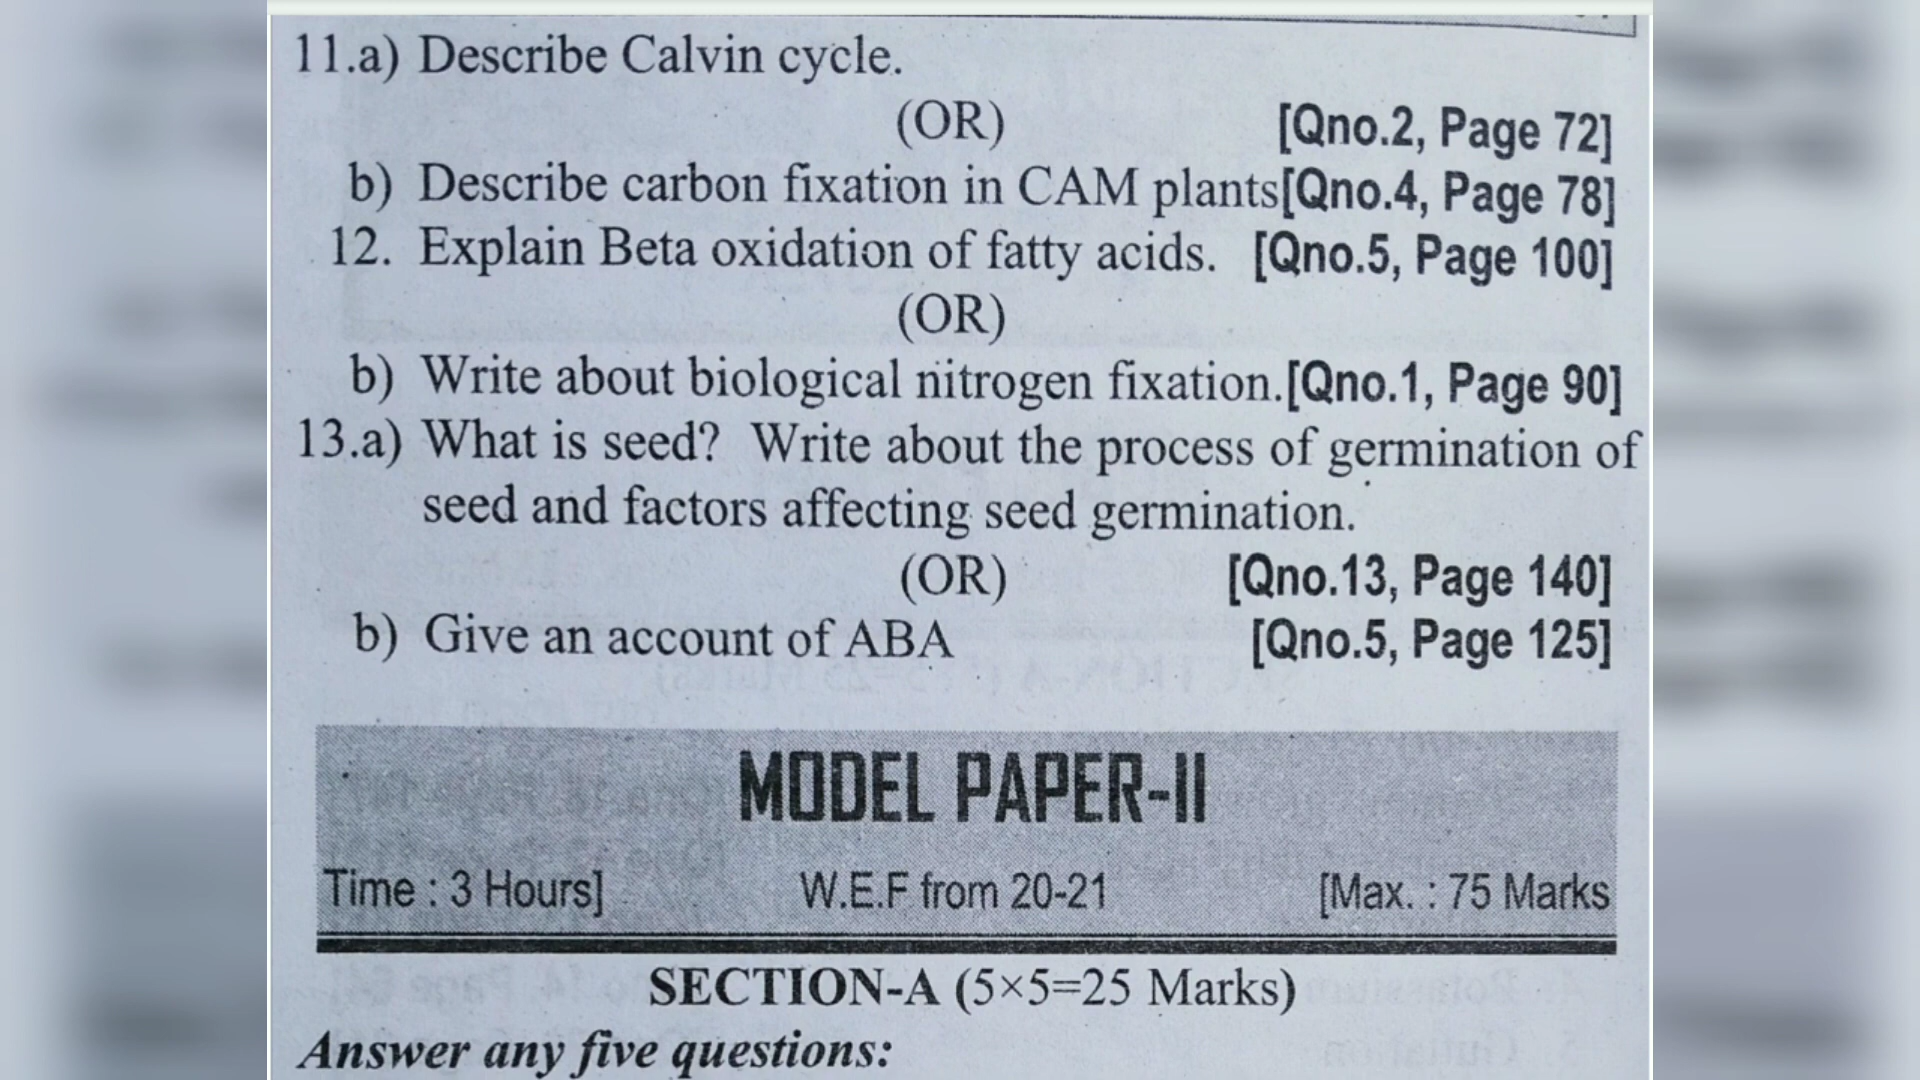 11.a) Describe Calvin cycle.
(OR) [Qno.2, Page 72]
b) Describe carbon fixation in CAM plants[Qno.4, Page 78]
12. Explain Beta oxidation of fatty acids. [Qno.5, Page 100]
(OR)
b) Write about biological nitrogen fixation.[Qno.1, Page 90]
13.a) What is seed? Write about the process of germination of
seed and factors affecting seed germination.
(OR) [Qno.13, Page 140]
b) Give an account of ABA [Qno.5, Page 125]
MODEL PAPER-II
Time : 3 Hours] W.E.F from 20-21 [Max. : 75 Marks
SECTION-A (5×5=25 Marks)
Answer any five questions: